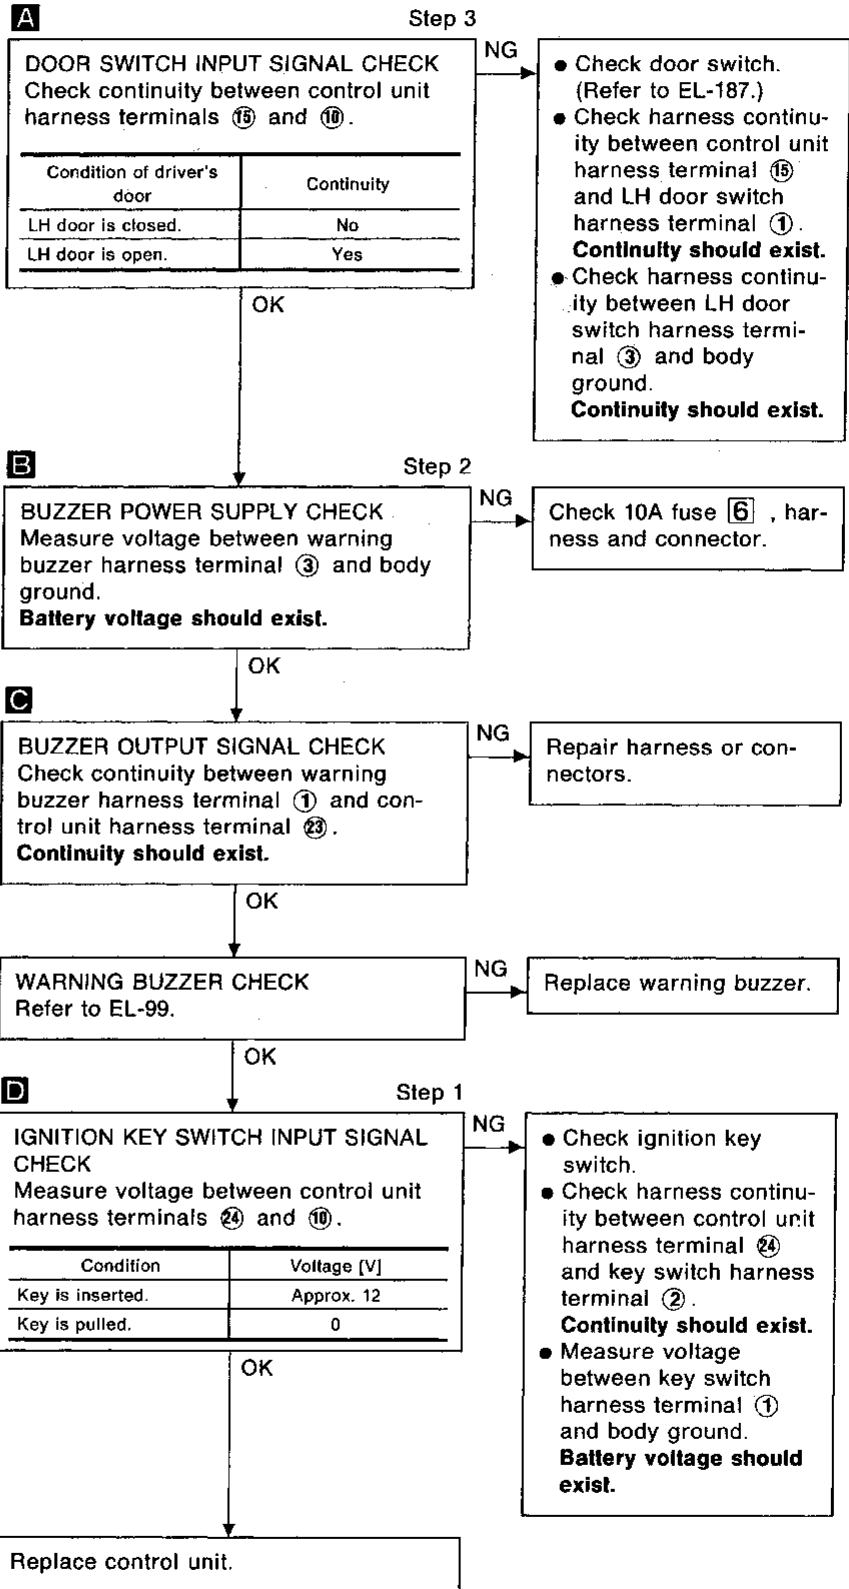 A
Step 3
DOOR SWITCH INPUT SIGNAL CHECK
Check continuity between control unit
harness terminals ⑮ and ⑩.
Condition of driver's
door
Continuity
LH door is closed.
No
LH door is open.
Yes
NG
● Check door switch.
(Refer to EL-187.)
● Check harness continu-
ity between control unit
harness terminal ⑮
and LH door switch
harness terminal ①.
Continuity should exist.
● Check harness continu-
ity between LH door
switch harness termi-
nal ③ and body
ground.
Continuity should exist.
OK
B
Step 2
BUZZER POWER SUPPLY CHECK
Measure voltage between warning
buzzer harness terminal ③ and body
ground.
Battery voltage should exist.
NG
Check 10A fuse 6 , har-
ness and connector.
OK
C
BUZZER OUTPUT SIGNAL CHECK
Check continuity between warning
buzzer harness terminal ① and con-
trol unit harness terminal ㉓.
Continuity should exist.
NG
Repair harness or con-
nectors.
OK
WARNING BUZZER CHECK
Refer to EL-99.
NG
Replace warning buzzer.
OK
D
Step 1
IGNITION KEY SWITCH INPUT SIGNAL
CHECK
Measure voltage between control unit
harness terminals ㉔ and ⑩.
Condition
Voltage [V]
Key is inserted.
Approx. 12
Key is pulled.
0
NG
● Check ignition key
switch.
● Check harness continu-
ity between control unit
harness terminal ㉔
and key switch harness
terminal ②.
Continuity should exist.
● Measure voltage
between key switch
harness terminal ①
and body ground.
Battery voltage should
exist.
OK
Replace control unit.